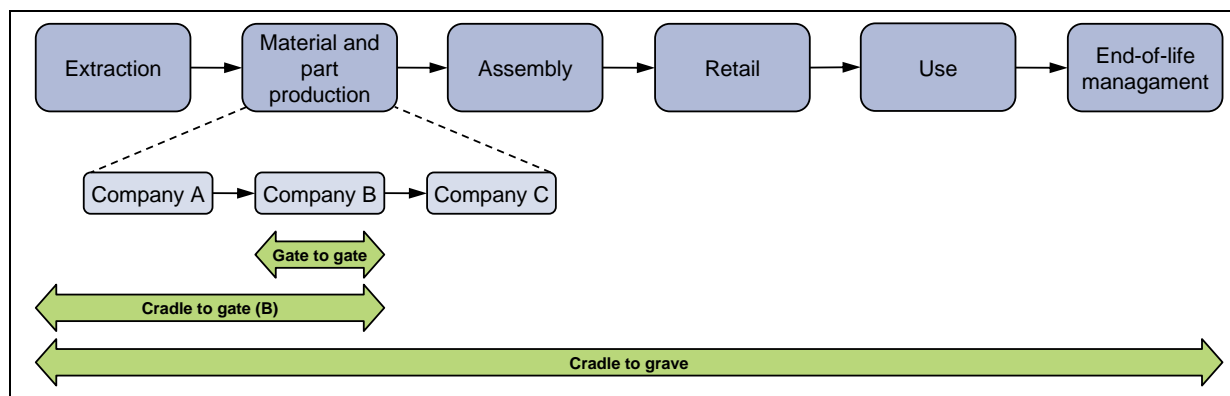 Extraction
Material and
part
production
Assembly
Retail
Use
End-of-life
managament
Company A
Company B
Company C
Gate to gate
Cradle to gate (B)
Cradle to grave